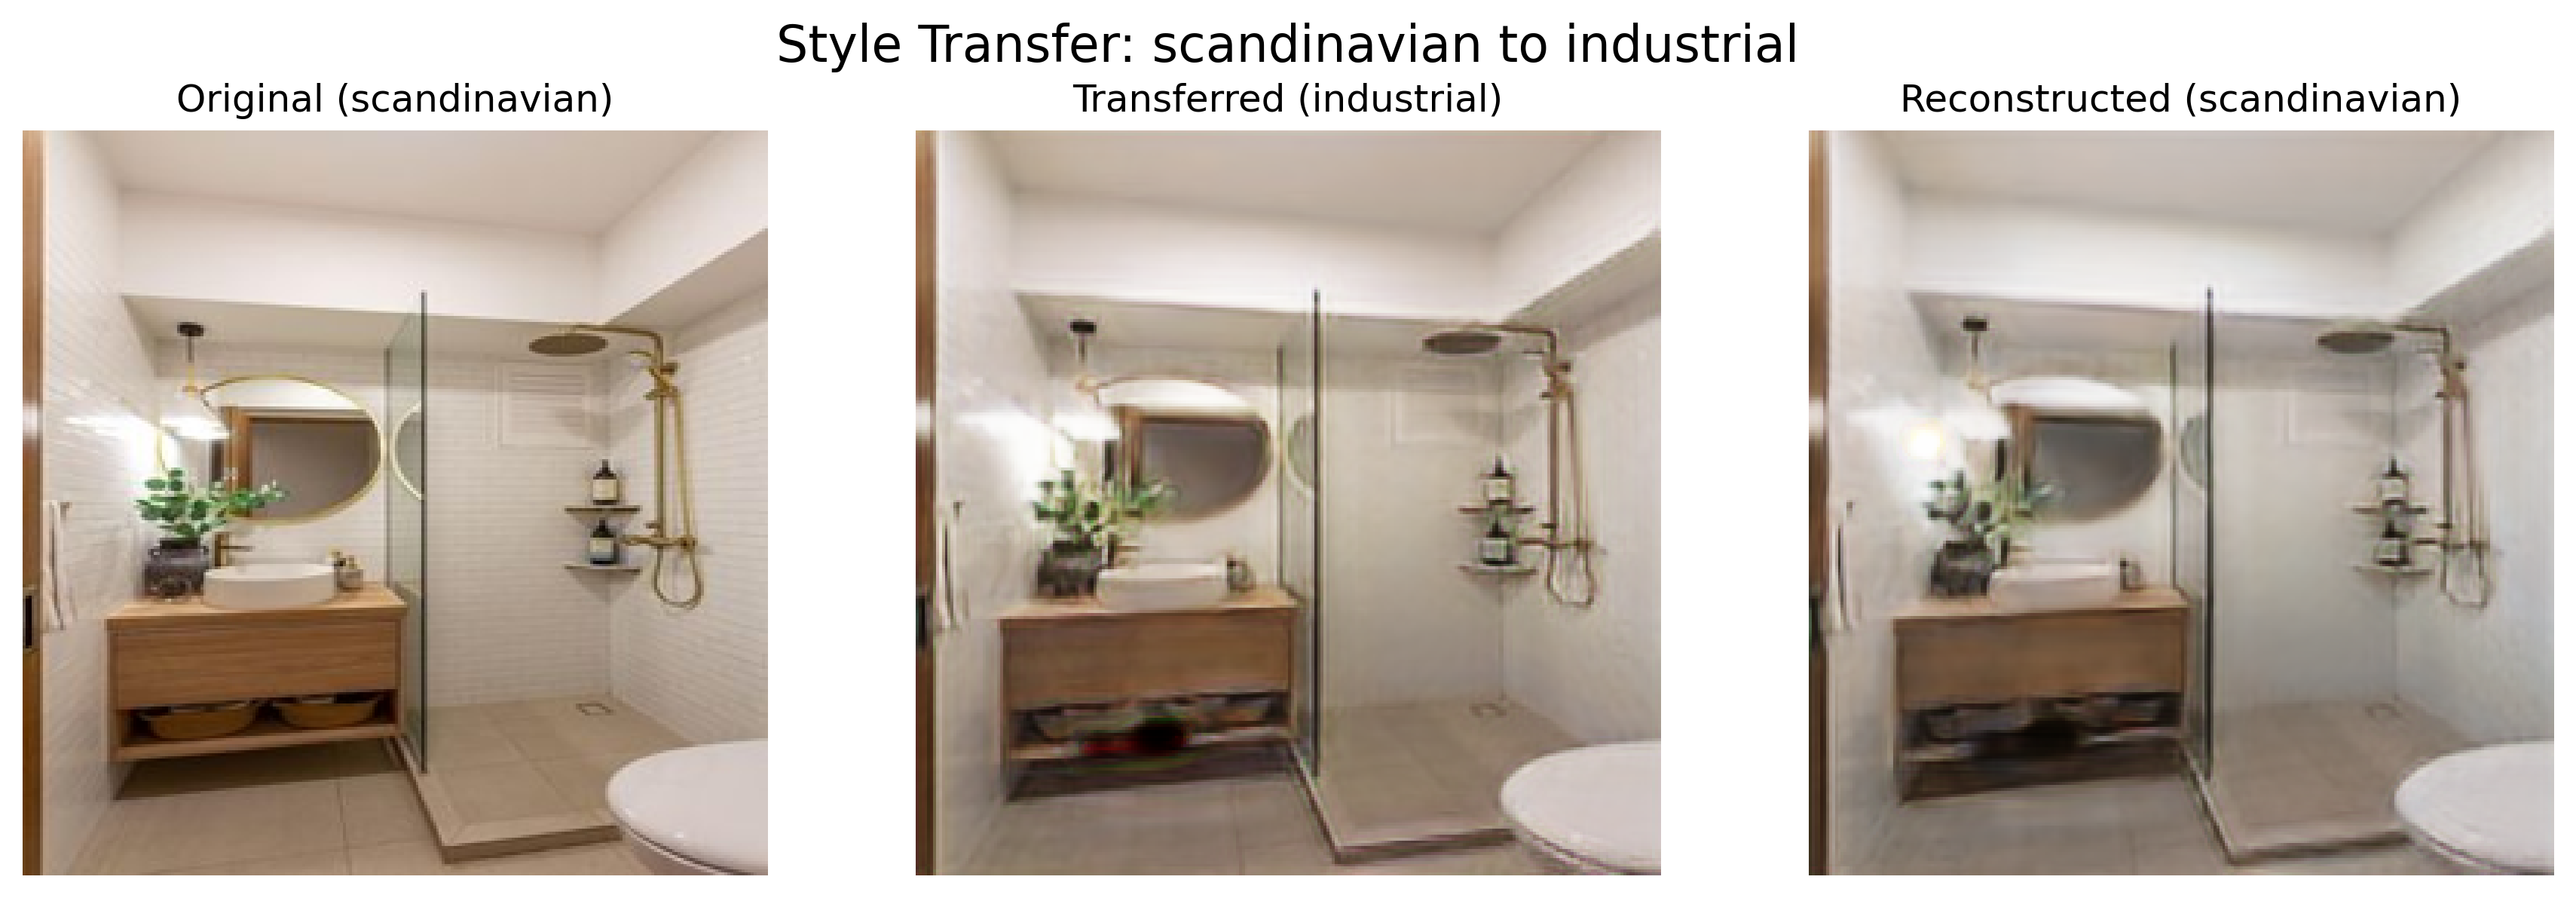 Style Transfer: scandinavian to industrial
Original (scandinavian)
Transferred (industrial)
Reconstructed (scandinavian)